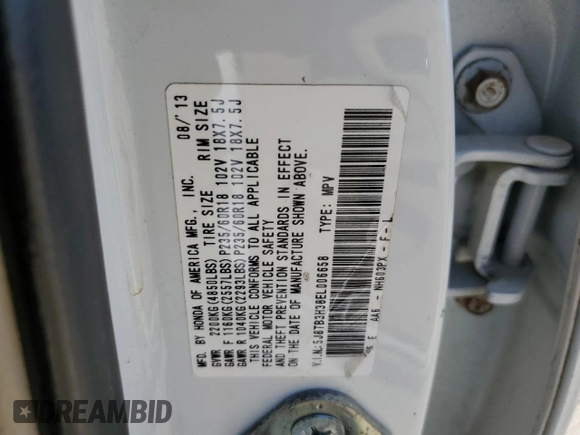 MFD. BY HONDA OF AMERICA MFG., INC. 08/'13
GVWR 2200KG(4850LBS) TIRE SIZE RIM SIZE
GAWR F 1160KG(2557LBS)P235/60R18 102V 18X7.5J
GAWR R 1040KG(2293LBS)P235/60R18 102V 18X7.5J
THIS VEHICLE CONFORMS TO ALL APPLICABLE
FEDERAL MOTOR VEHICLE SAFETY
AND THEFT PREVENTION STANDARDS IN EFFECT
ON THE DATE OF MANUFACTURE SHOWN ABOVE.
V.I.N.:5J6TB3H38EL006658 TYPE: MPV
E AA6 - NH603PX - F - L
DREAMBID